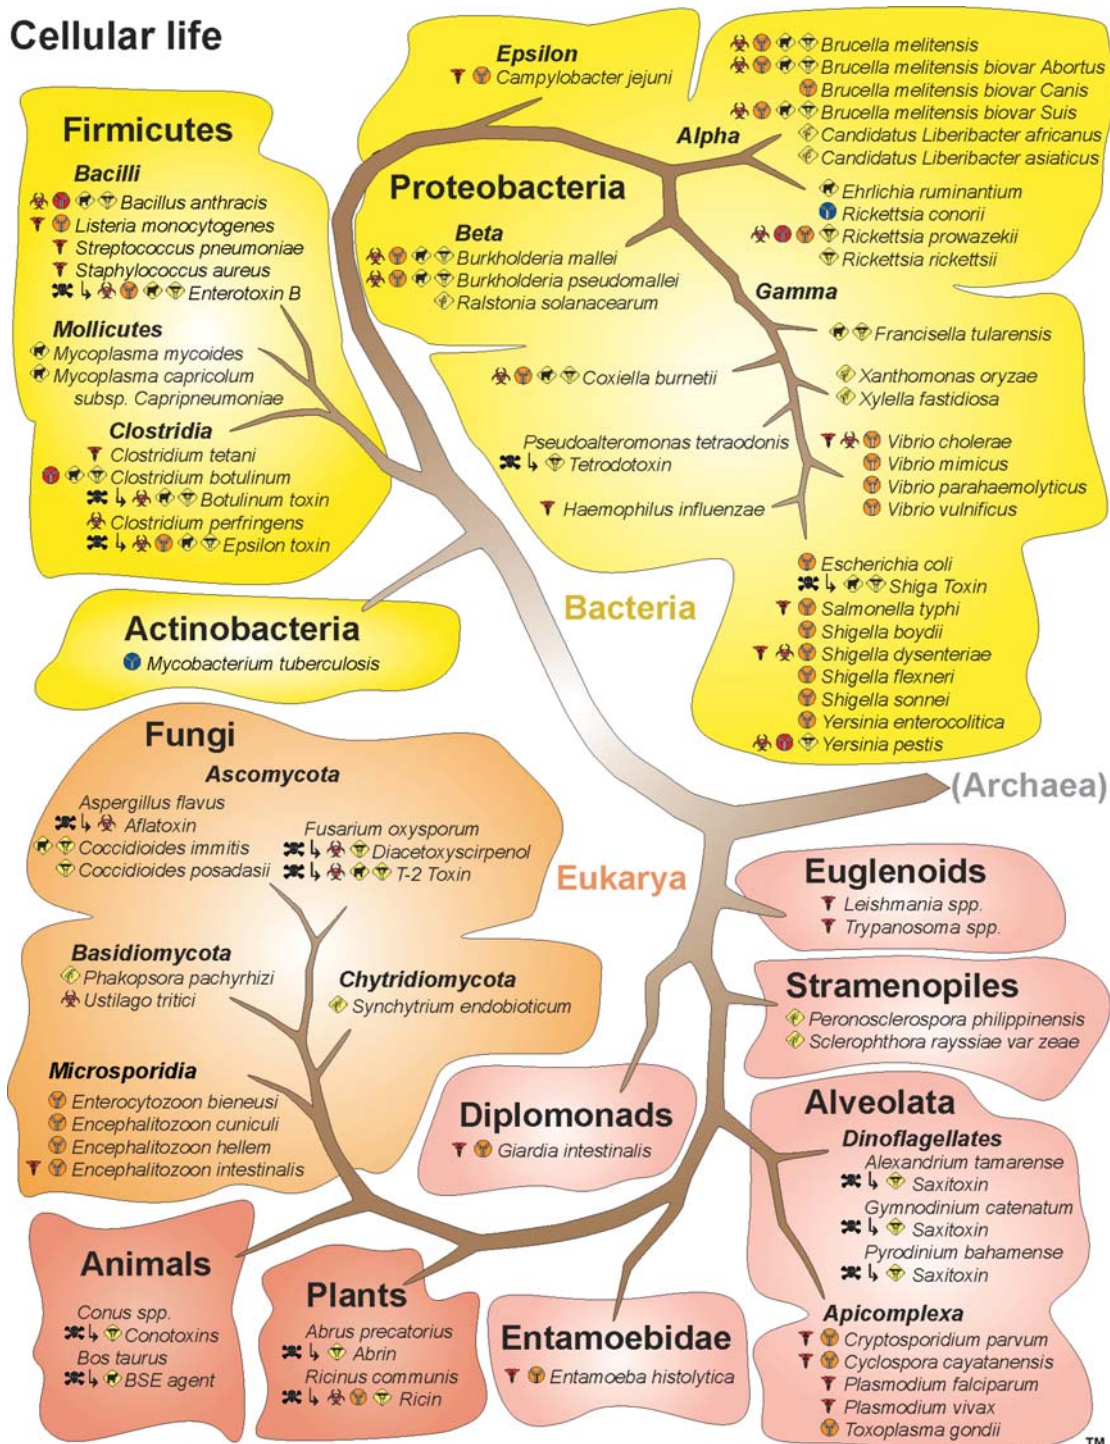 Cellular life
Firmicutes
Bacilli
Bacillus anthracis
Listeria monocytogenes
Streptococcus pneumoniae
Staphylococcus aureus
Enterotoxin B
Mollicutes
Mycoplasma mycoides
Mycoplasma capricolum
subsp. Capripneumoniae
Clostridia
Clostridium tetani
Clostridium botulinum
Botulinum toxin
Clostridium perfringens
Epsilon toxin
Actinobacteria
Mycobacterium tuberculosis
Epsilon
Campylobacter jejuni
Proteobacteria
Alpha
Brucella melitensis
Brucella melitensis biovar Abortus
Brucella melitensis biovar Canis
Brucella melitensis biovar Suis
Candidatus Liberibacter africanus
Candidatus Liberibacter asiaticus
Ehrlichia ruminantium
Rickettsia conorii
Rickettsia prowazekii
Rickettsia rickettsii
Beta
Burkholderia mallei
Burkholderia pseudomallei
Ralstonia solanacearum
Gamma
Francisella tularensis
Coxiella burnetii
Xanthomonas oryzae
Xylella fastidiosa
Pseudoalteromonas tetraodonis
Tetrodotoxin
Vibrio cholerae
Vibrio mimicus
Vibrio parahaemolyticus
Vibrio vulnificus
Haemophilus influenzae
Escherichia coli
Shiga Toxin
Salmonella typhi
Shigella boydii
Shigella dysenteriae
Shigella flexneri
Shigella sonnei
Yersinia enterocolitica
Yersinia pestis
Bacteria
(Archaea)
Eukarya
Fungi
Ascomycota
Aspergillus flavus
Aflatoxin
Coccidioides immitis
Coccidioides posadasii
Fusarium oxysporum
Diacetoxyscirpenol
T-2 Toxin
Basidiomycota
Phakopsora pachyrhizi
Ustilago tritici
Chytridiomycota
Synchytrium endobioticum
Microsporidia
Enterocytozoon bieneusi
Encephalitozoon cuniculi
Encephalitozoon hellem
Encephalitozoon intestinalis
Euglenoids
Leishmania spp.
Trypanosoma spp.
Stramenopiles
Peronosclerospora philippinensis
Sclerophthora rayssiae var zeae
Diplomonads
Giardia intestinalis
Alveolata
Dinoflagellates
Alexandrium tamarense
Saxitoxin
Gymnodinium catenatum
Saxitoxin
Pyrodinium bahamense
Saxitoxin
Apicomplexa
Cryptosporidium parvum
Cyclospora cayatanensis
Plasmodium falciparum
Plasmodium vivax
Toxoplasma gondii
Animals
Conus spp.
Conotoxins
Bos taurus
BSE agent
Plants
Abrus precatorius
Abrin
Ricinus communis
Ricin
Entamoebidae
Entamoeba histolytica
TM